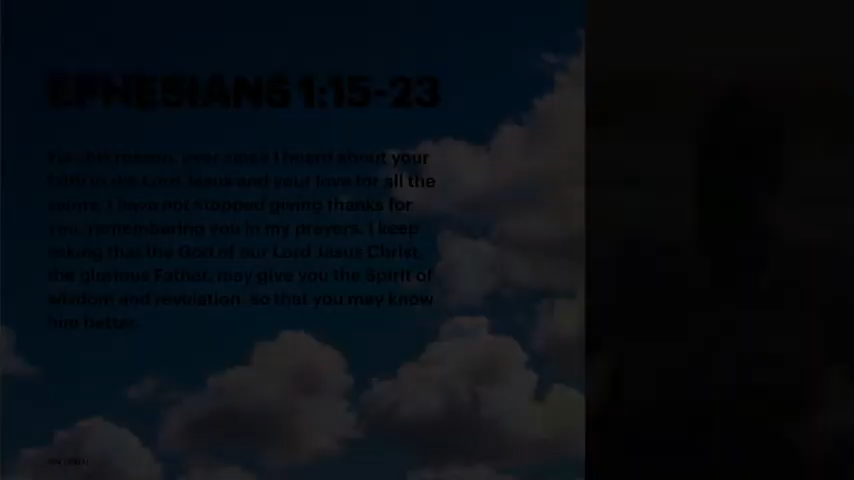 EPHESIANS 1:15-23
For this reason, ever since I heard about your
faith in the Lord Jesus and your love for all the
saints, I have not stopped giving thanks for
you, remembering you in my prayers. I keep
asking that the God of our Lord Jesus Christ,
the glorious Father, may give you the Spirit of
wisdom and revelation, so that you may know
him better.